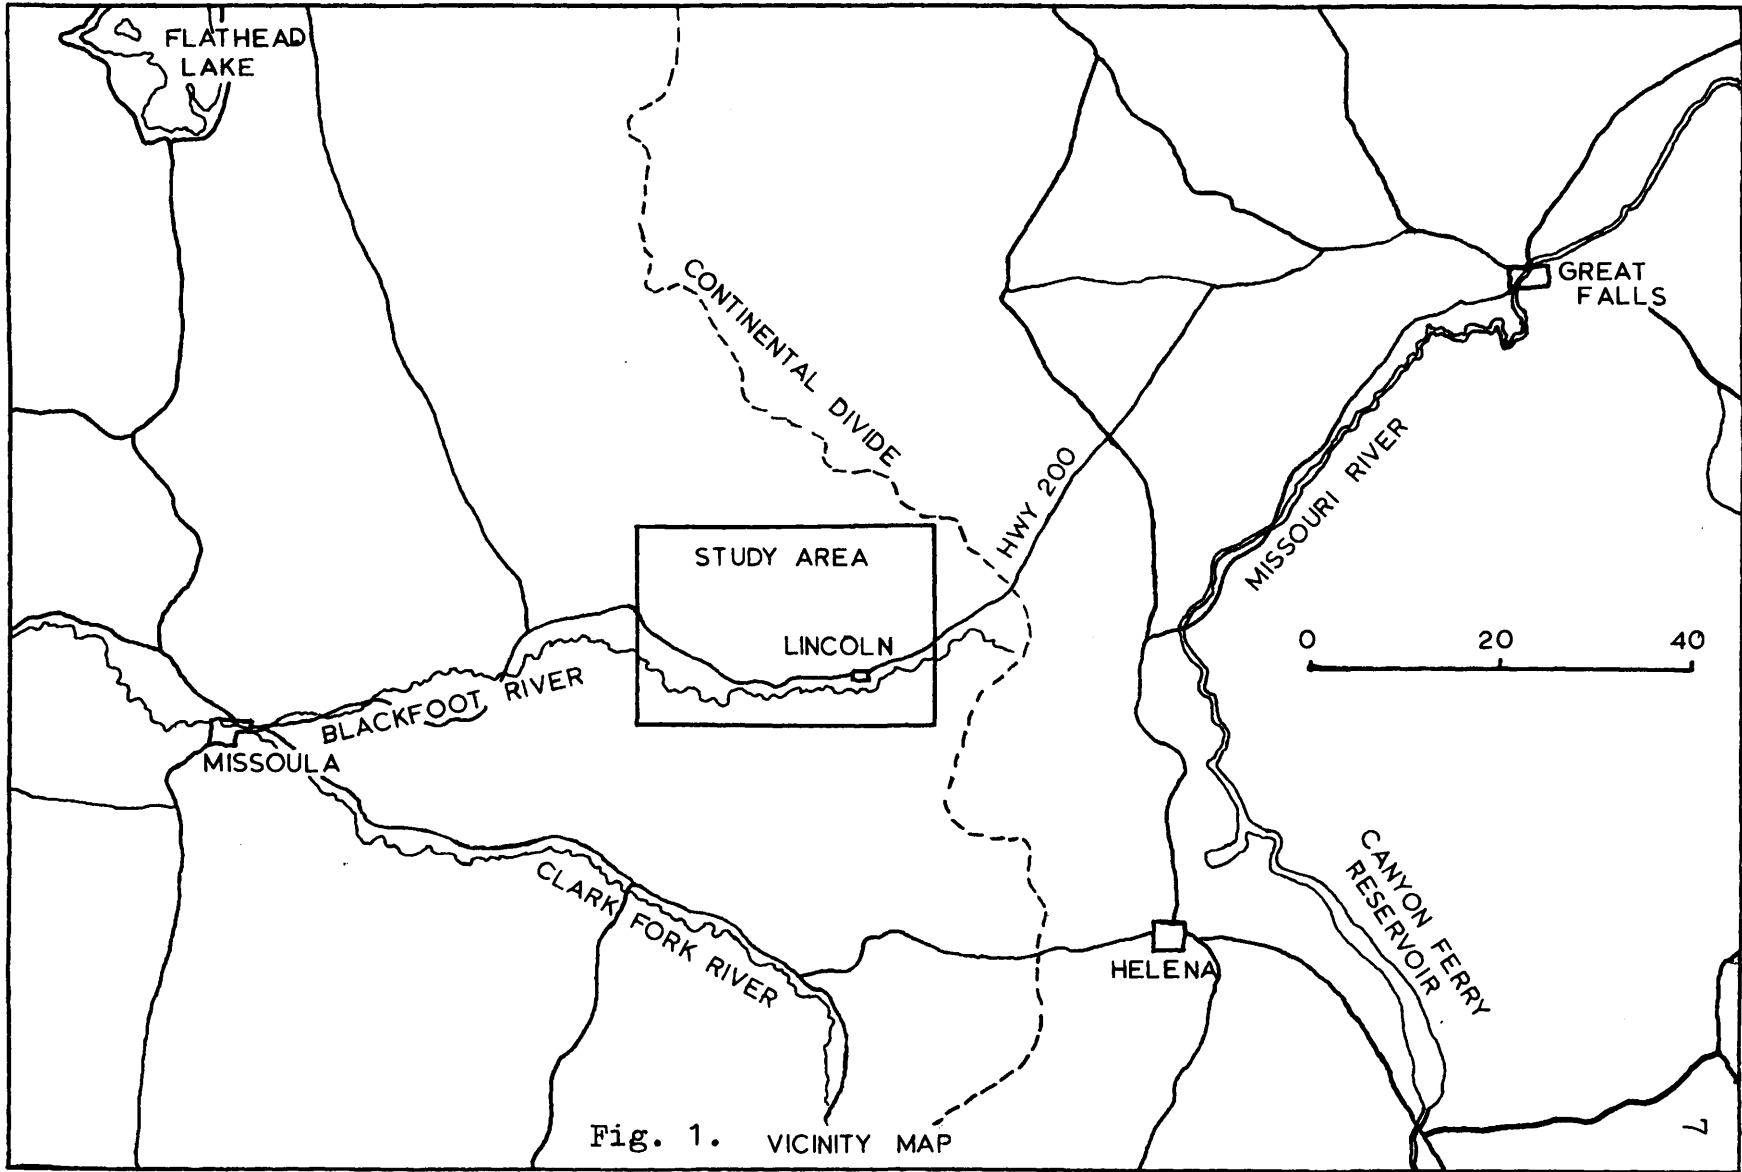 FLATHEAD
LAKE
CONTINENTAL DIVIDE
GREAT
FALLS
HWY 200
MISSOURI RIVER
STUDY AREA
LINCOLN
0 20 40
BLACKFOOT RIVER
MISSOULA
CLARK FORK RIVER
CANYON FERRY
RESERVOIR
HELENA
Fig. 1. VICINITY MAP
7